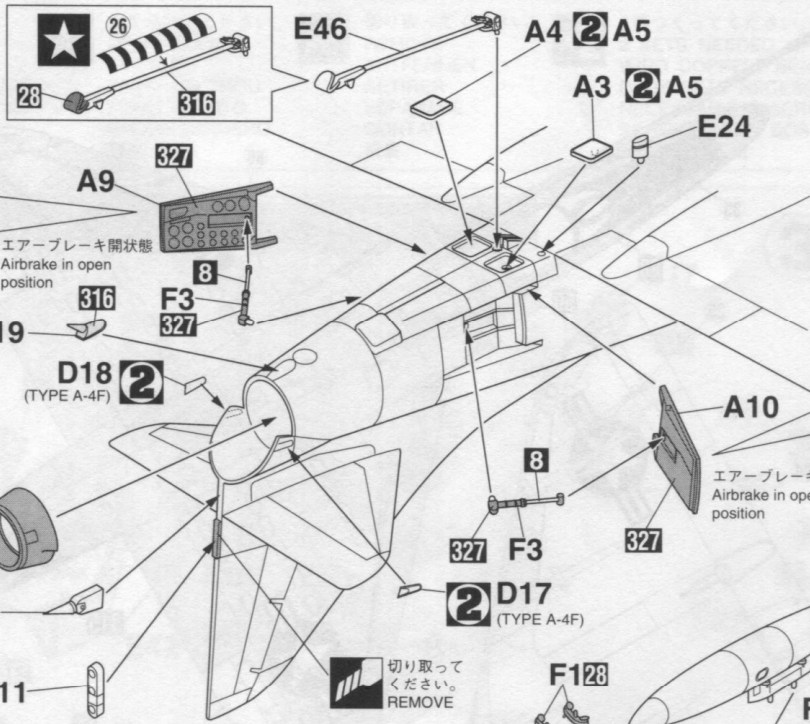 26
28
316
E46
A4 2 A5
A3 2 A5
E24
327
A9
エアーブレーキ開状態
Airbrake in open
position
8
F3
327
316
19
D18 2
(TYPE A-4F)
A10
エアーブレーキ
Airbrake in ope
position
327
8
327
F3
2 D17
(TYPE A-4F)
切り取って
ください。
REMOVE
11
F1 28